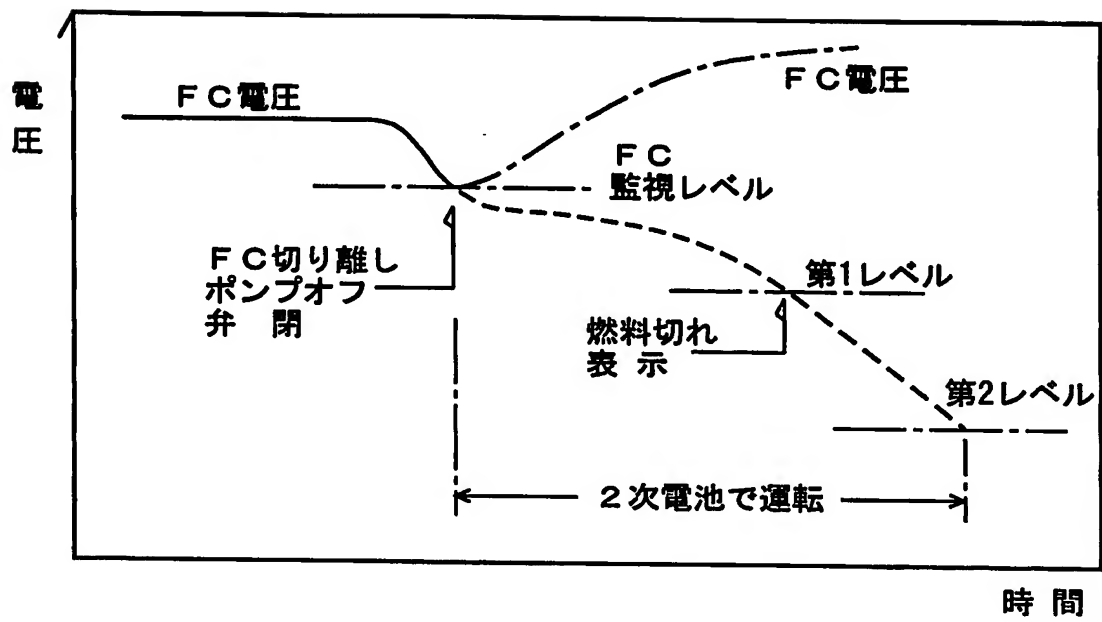 電
圧
ＦＣ電圧
ＦＣ電圧
ＦＣ
監視レベル
ＦＣ切り離し
ポンプオフ
弁　閉
第1レベル
燃料切れ
表 示
第2レベル
２次電池で運転
時 間